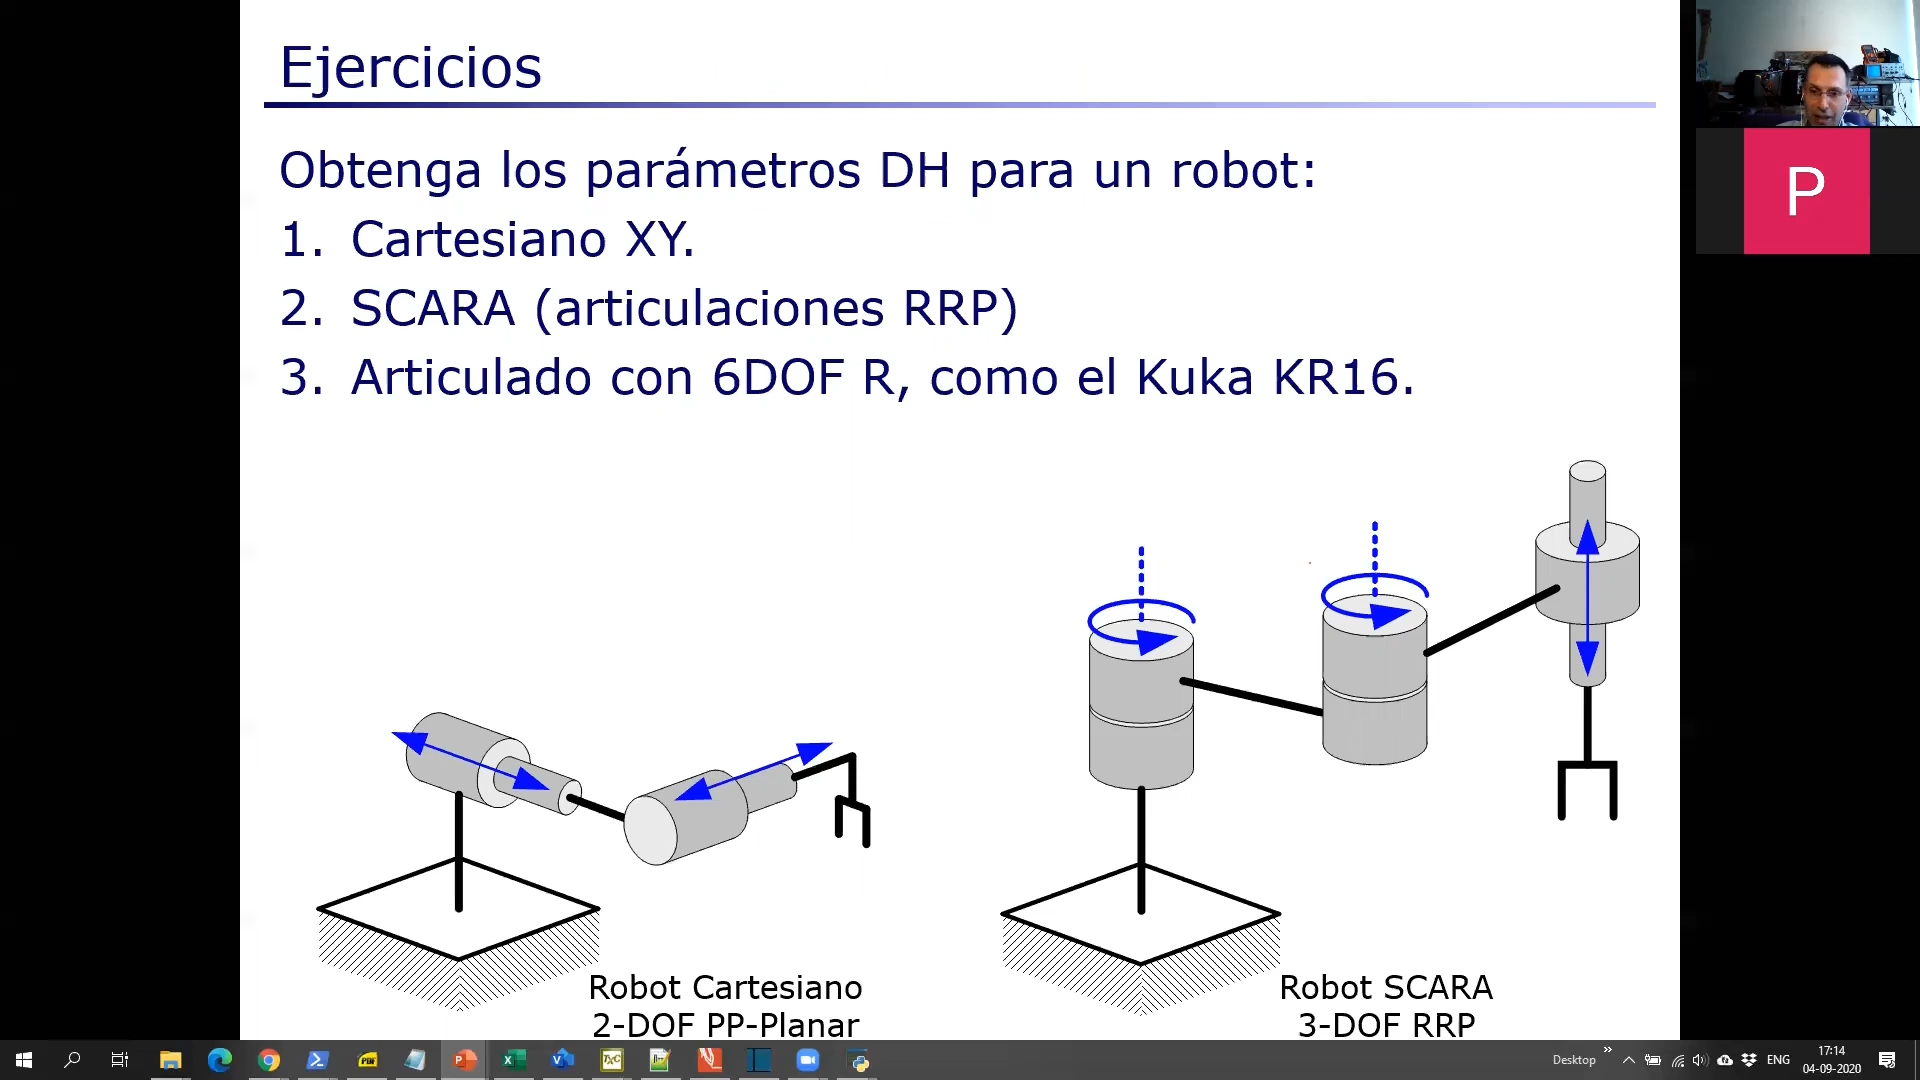 Ejercicios
Obtenga los parámetros DH para un robot:
1. Cartesiano XY.
2. SCARA (articulaciones RRP)
3. Articulado con 6DOF R, como el Kuka KR16.
Robot Cartesiano
2-DOF PP-Planar
Robot SCARA
3-DOF RRP
P
Desktop
ENG
17:14
04-09-2020